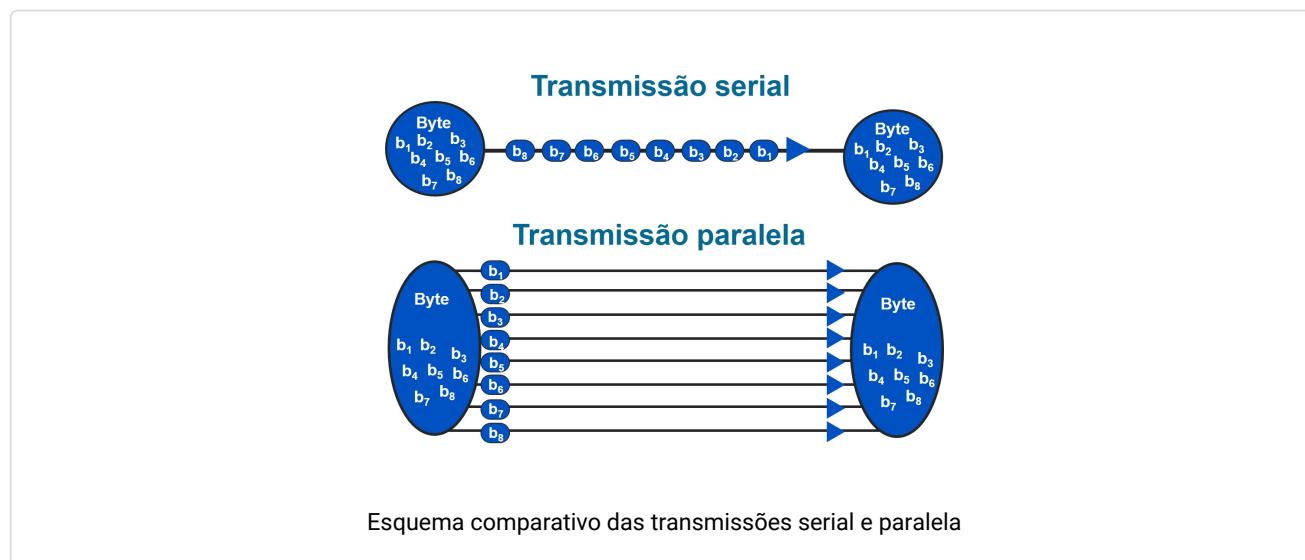 Transmissão serial
Byte
b₁ b₂ b₃
b₄ b₅ b₆
b₇ b₈
b₈ b₇ b₆ b₅ b₄ b₃ b₂ b₁
Byte
b₁ b₂ b₃
b₄ b₅ b₆
b₇ b₈
Transmissão paralela
Byte
b₁ b₂ b₃
b₄ b₅ b₆
b₇ b₈
b₁
b₂
b₃
b₄
b₅
b₆
b₇
b₈
Byte
b₁ b₂ b₃
b₄ b₅ b₆
b₇ b₈
Esquema comparativo das transmissões serial e paralela